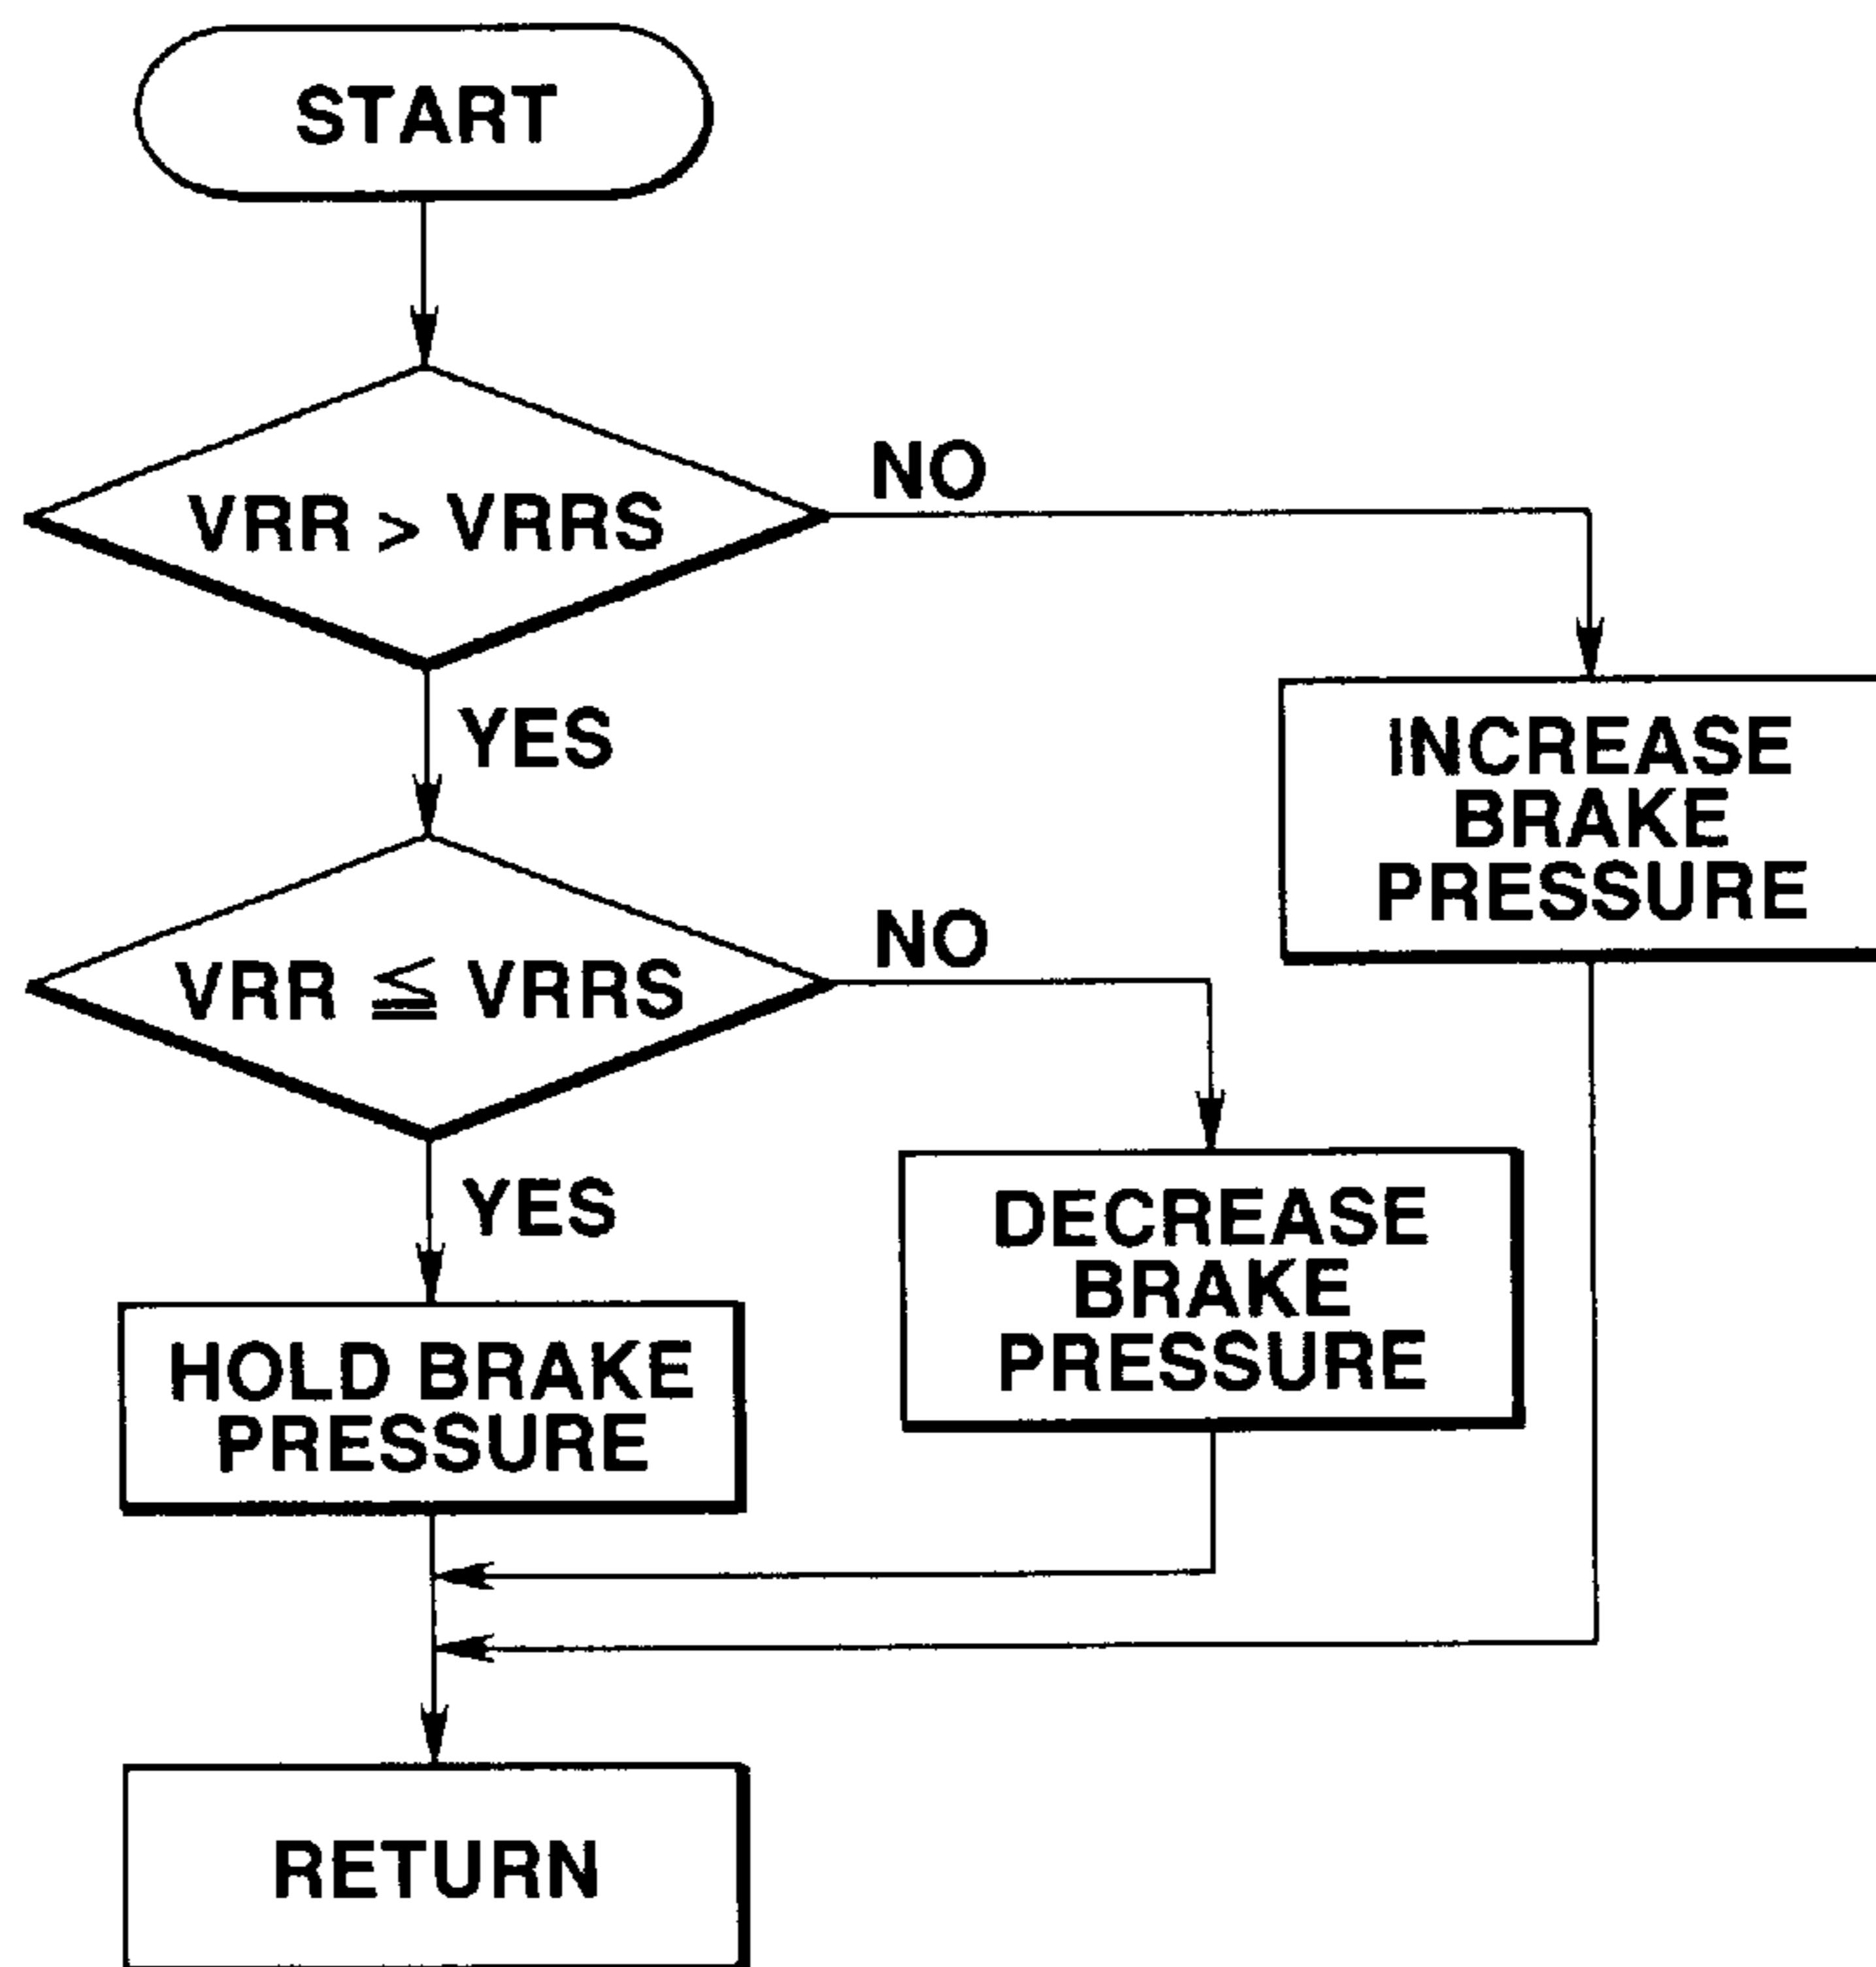 START
VRR > VRRS
NO
YES
INCREASE
BRAKE
PRESSURE
VRR ≦ VRRS
NO
YES
DECREASE
BRAKE
PRESSURE
HOLD BRAKE
PRESSURE
RETURN